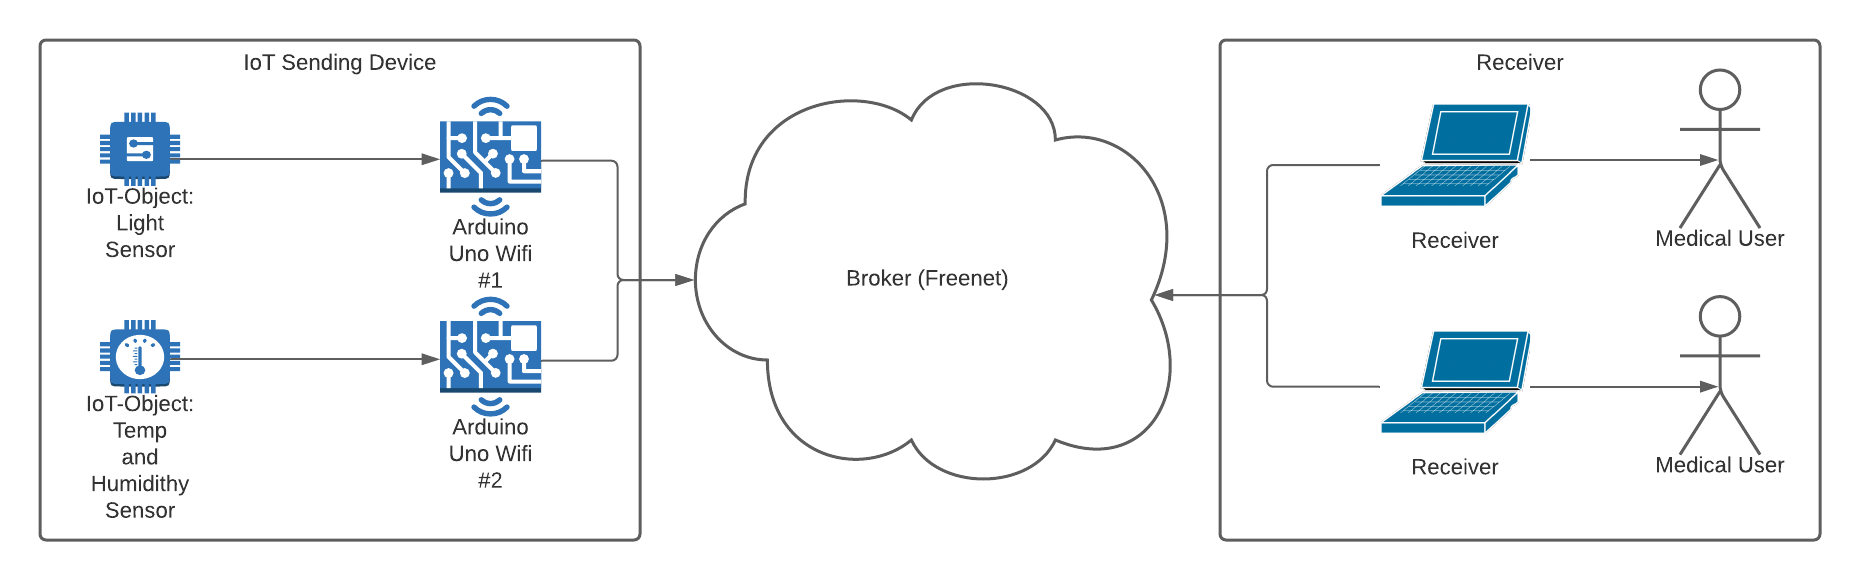 IoT Sending Device
IoT-Object:
Light
Sensor
Arduino
Uno Wifi
#1
IoT-Object:
Temp
and
Humidithy
Sensor
Arduino
Uno Wifi
#2
Broker (Freenet)
Receiver
Receiver
Medical User
Receiver
Medical User